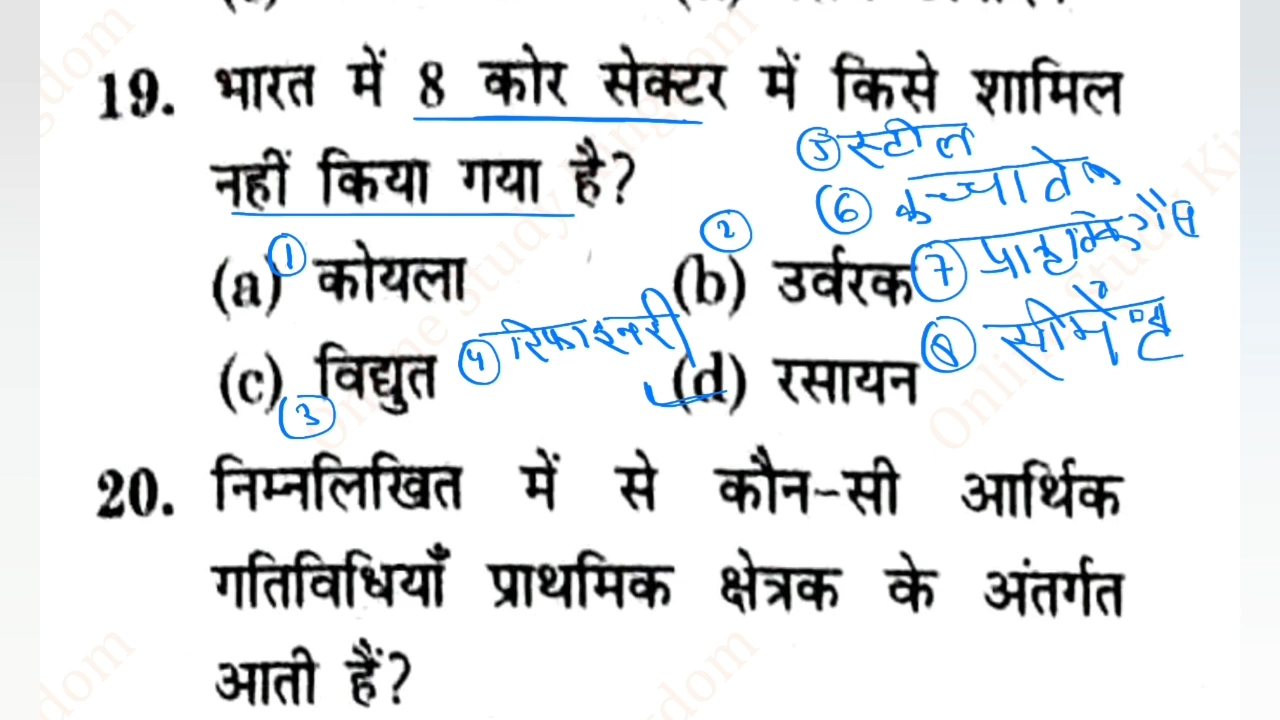 19. भारत में 8 कोर सेक्टर में किसे शामिल
नहीं किया गया है?
⑤ स्टील
⑥ कच्चा तेल
(a) ① कोयला
(b) ② उर्वरक
⑦
(c) ③ विद्युत
④ रिफाइनरी
(d) रसायन
⑧ सीमेंट
20. निम्नलिखित में से कौन-सी आर्थिक
गतिविधियाँ प्राथमिक क्षेत्रक के अंतर्गत
आती हैं?